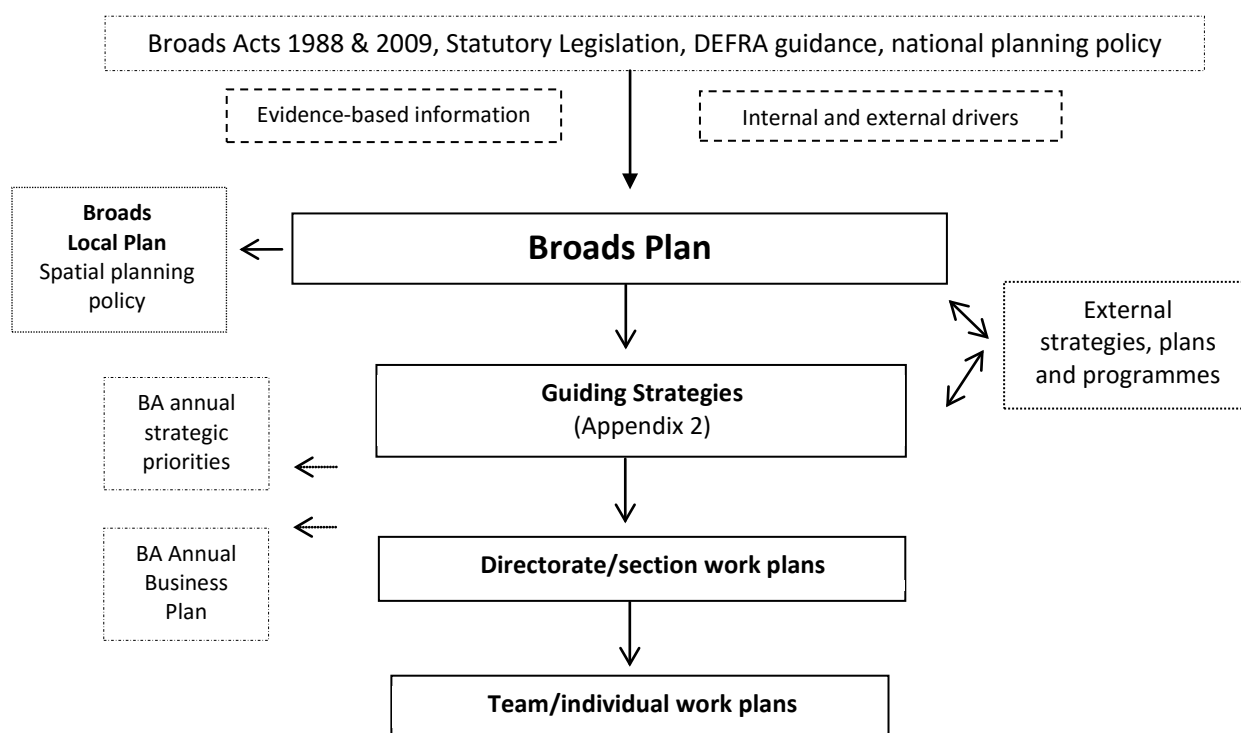 Broads Acts 1988 & 2009, Statutory Legislation, DEFRA guidance, national planning policy
Evidence-based information
Internal and external drivers
Broads
Local Plan
Spatial planning
policy
Broads Plan
External
strategies, plans
and programmes
Guiding Strategies
(Appendix 2)
BA annual
strategic
priorities
BA Annual
Business
Plan
Directorate/section work plans
Team/individual work plans